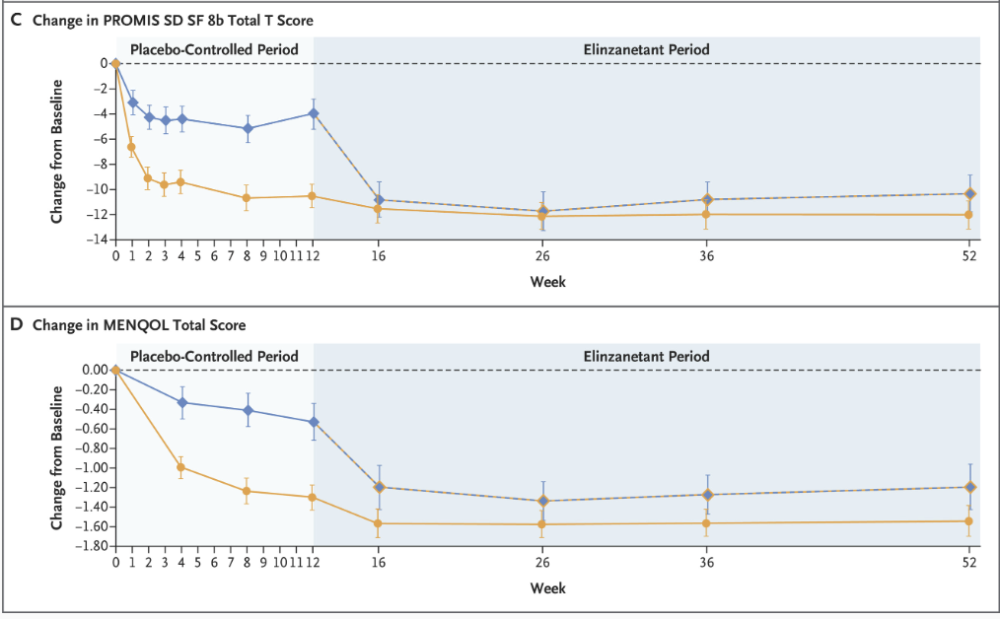 C Change in PROMIS SD SF 8b Total T Score
Placebo-Controlled Period Elinzanetant Period
Change from Baseline
0
−2
−4
−6
−8
−10
−12
−14
0 1 2 3 4 5 6 7 8 9 10 11 12 16 26 36 52
Week
D Change in MENQOL Total Score
Placebo-Controlled Period Elinzanetant Period
Change from Baseline
0.00
−0.20
−0.40
−0.60
−0.80
−1.00
−1.20
−1.40
−1.60
−1.80
0 1 2 3 4 5 6 7 8 9 10 11 12 16 26 36 52
Week